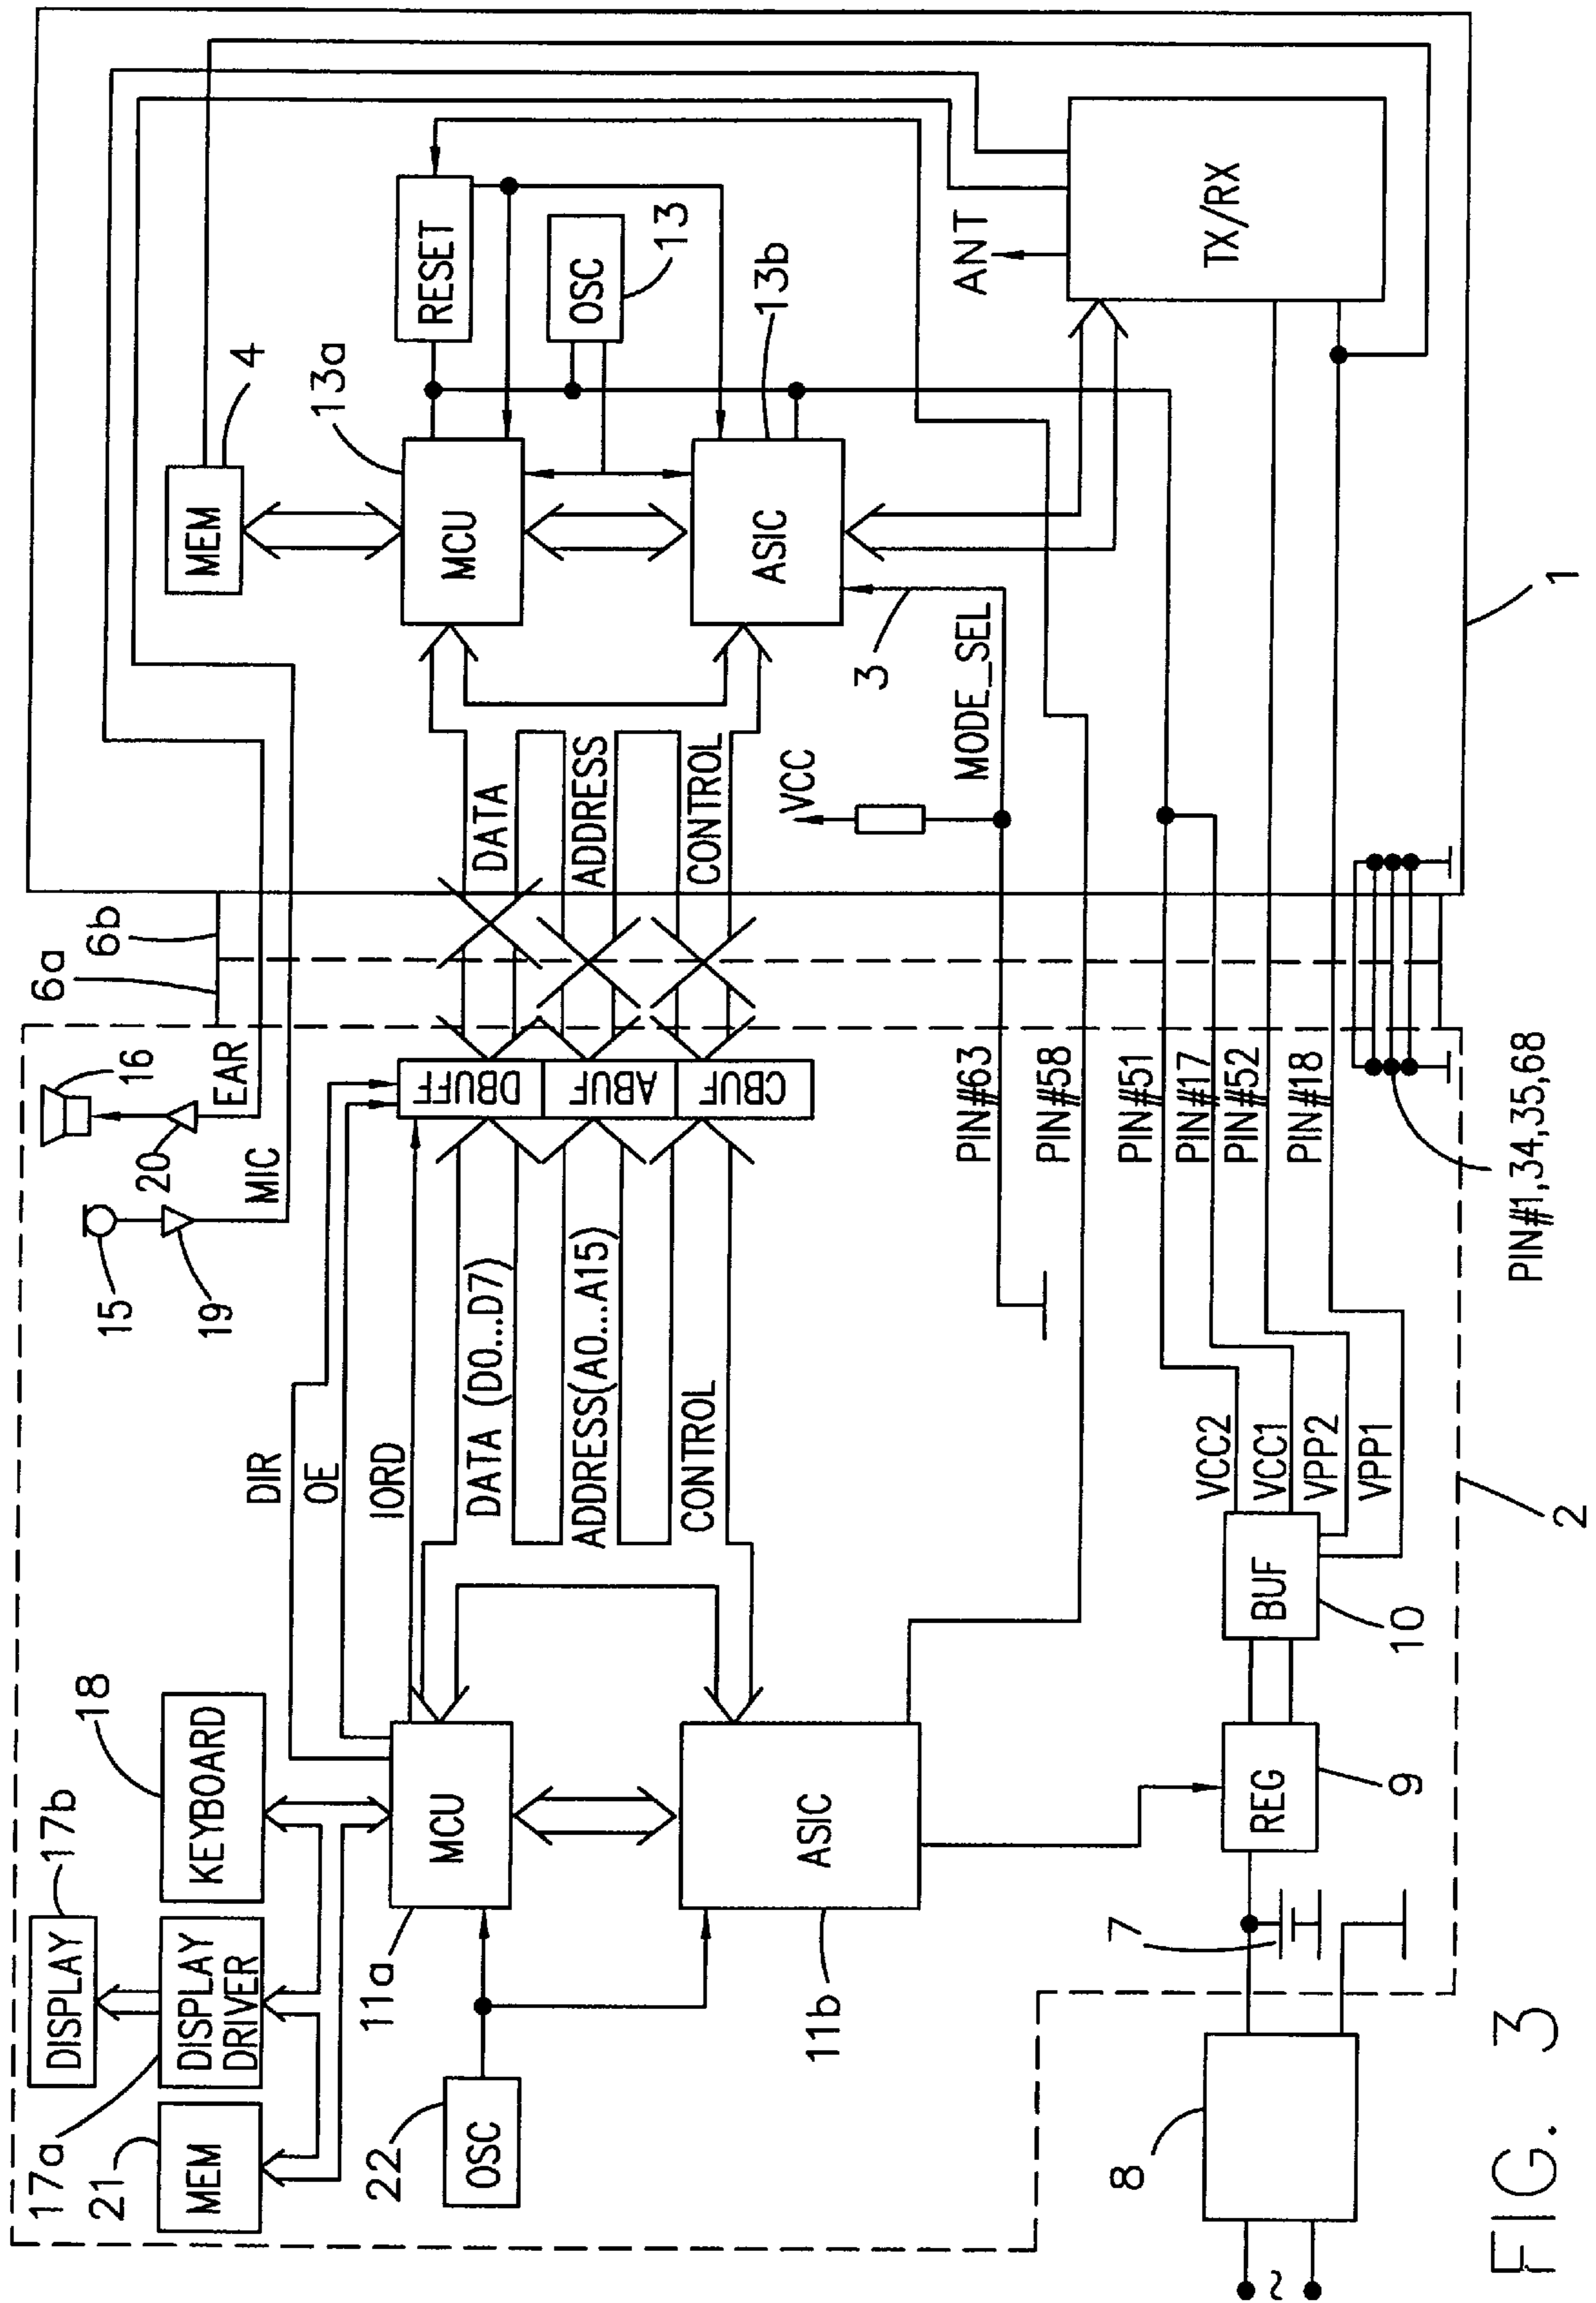 17a
21
MEM
DISPLAY
DISPLAY
DRIVER
17b
18
KEYBOARD
22
OSC
11a
MCU
11b
ASIC
DIR
OE
IORD
DATA (D0...D7)
ADDRESS(A0...A15)
CONTROL
15
19
MIC
20
16
EAR
DBUFF
ABUF
CBUF
6a
6b
DATA
ADDRESS
CONTROL
MEM
4
13a
MCU
RESET
OSC
13
13b
ASIC
3
MODE_SEL
VCC
ANT
TX/RX
1
PIN#63
PIN#58
PIN#51
PIN#17
PIN#52
PIN#18
PIN#1,34,35,68
VCC2
VCC1
VPP2
VPP1
BUF
10
REG
9
7
8
~
2
FIG. 3